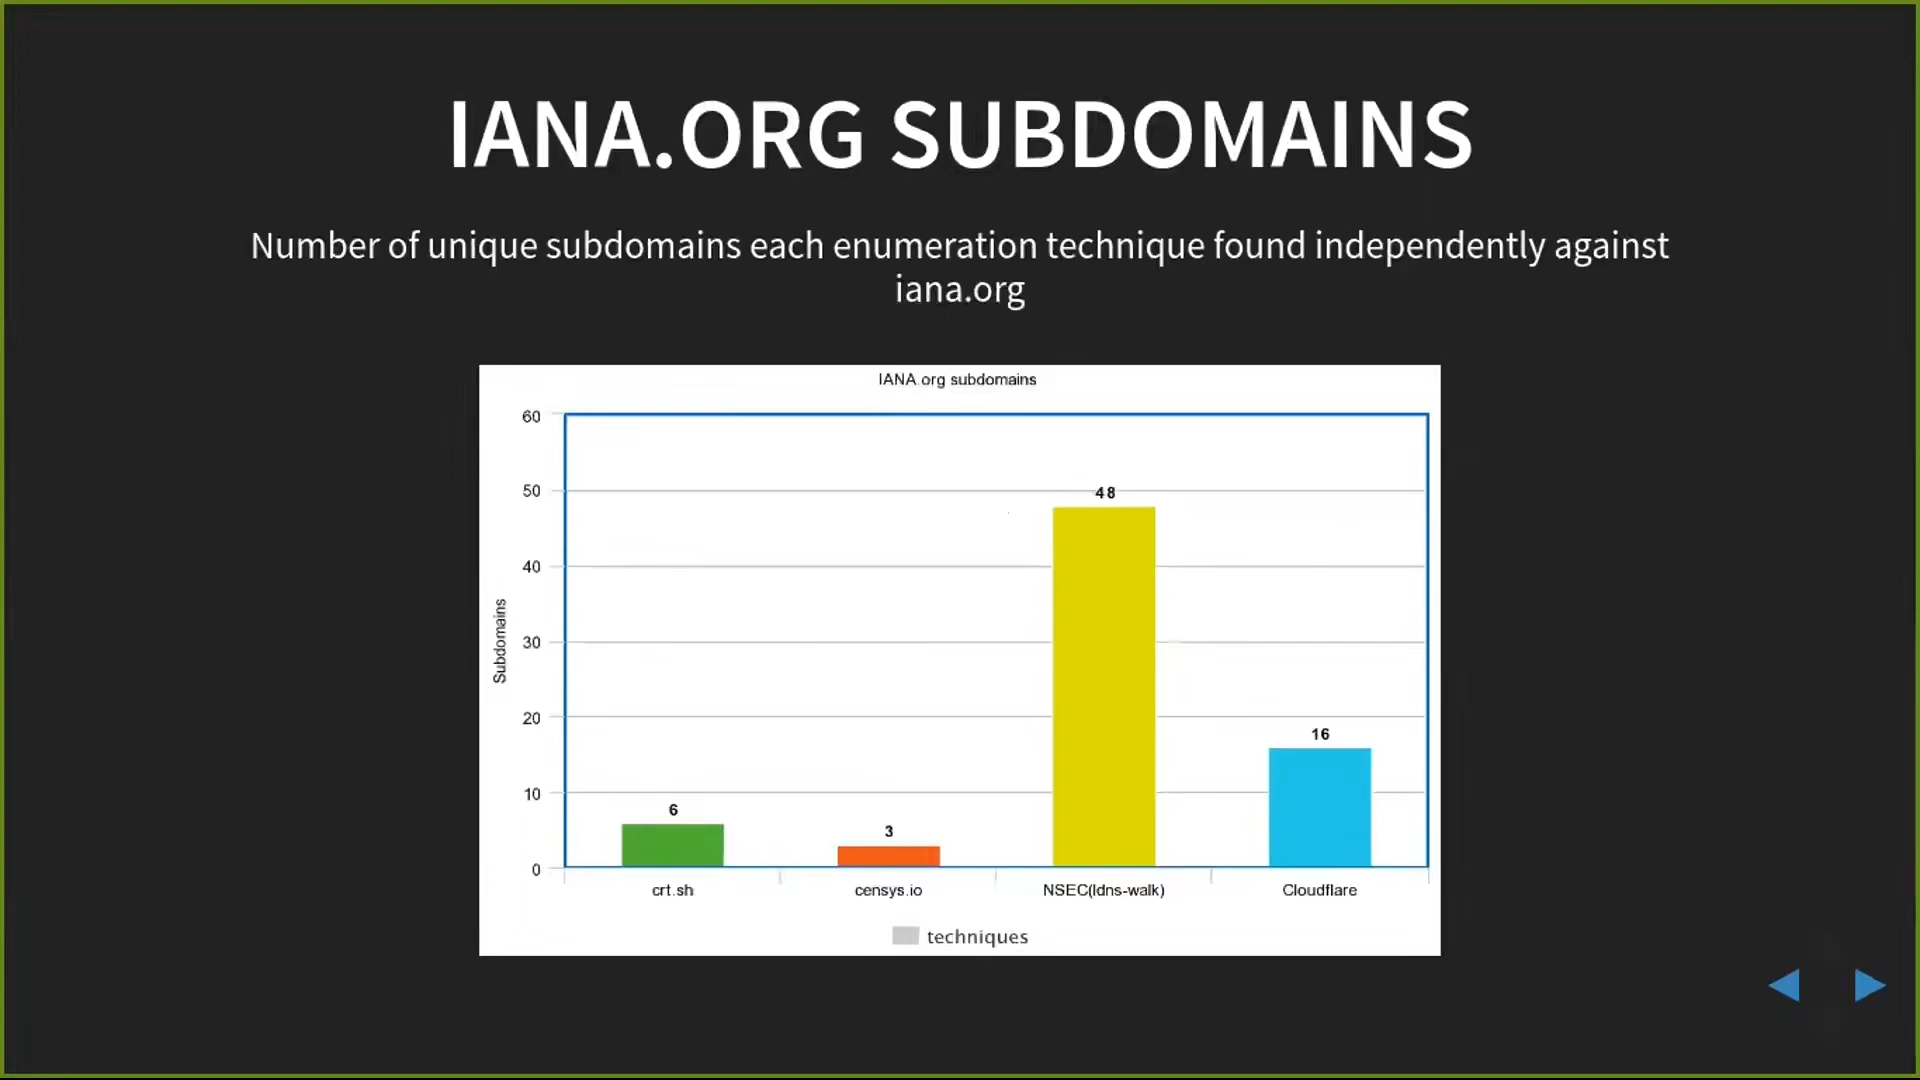 IANA.ORG SUBDOMAINS
Number of unique subdomains each enumeration technique found independently against
iana.org
IANA.org subdomains
60
50
40
30
20
10
0
Subdomains
48
16
6
3
crt.sh
censys.io
NSEC(ldns-walk)
Cloudflare
techniques